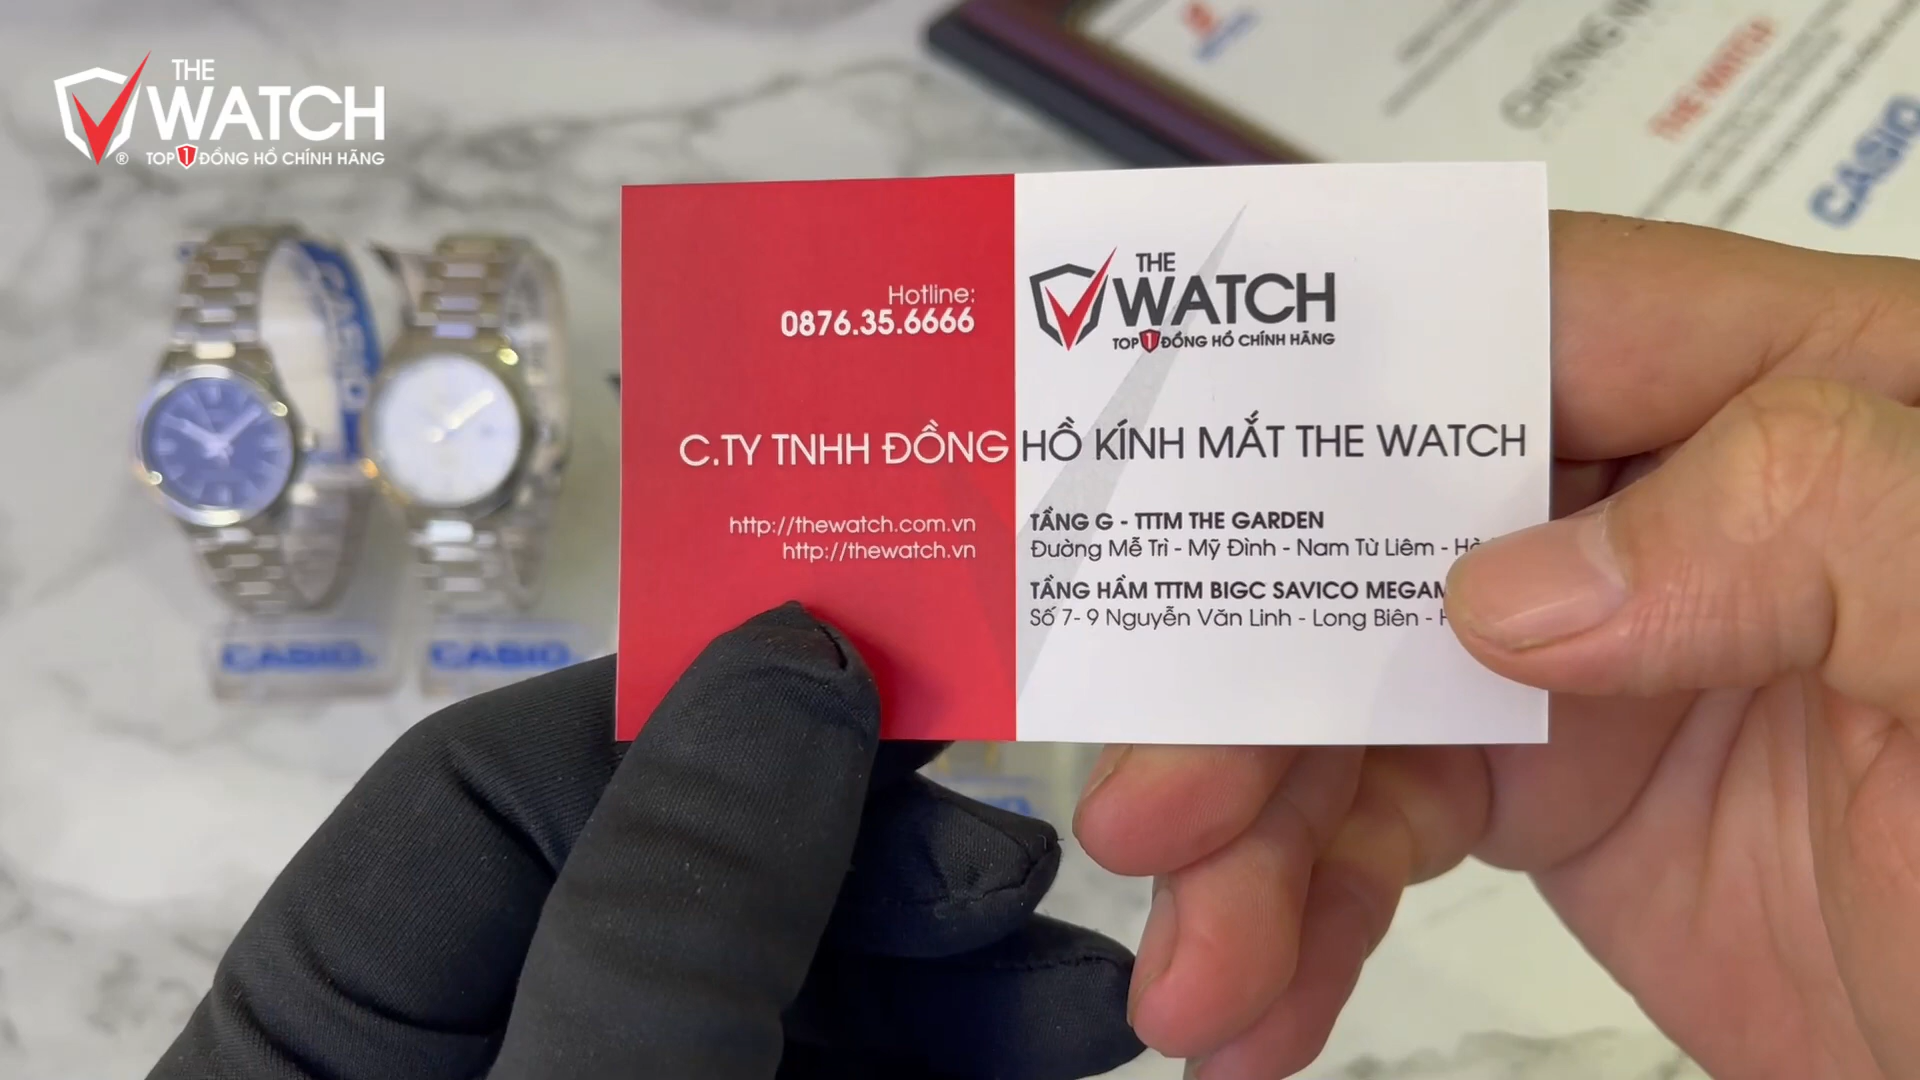 THE
WATCH
TOP 1 ĐỒNG HỒ CHÍNH HÃNG
THE WATCH
CASIO
CASIO
Hotline:
0876.35.6666
THE
WATCH
TOP 1 ĐỒNG HỒ CHÍNH HÃNG
C.TY TNHH ĐỒNG HỒ KÍNH MẮT THE WATCH
http://thewatch.com.vn
http://thewatch.vn
TẦNG G - TTTM THE GARDEN
Đường Mễ Trì - Mỹ Đình - Nam Từ Liêm -
TẦNG HẦM TTTM BIGC SAVICO
Số 7- 9 Nguyễn Văn Linh - Long Biên -
CASIO
CASIO